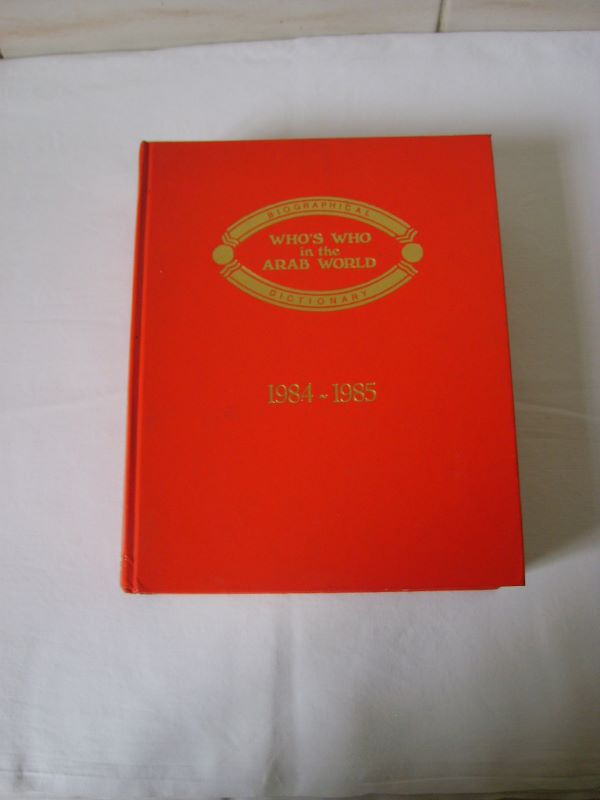 BIOGRAPHICAL
WHO'S WHO
in the
ARAB WORLD
DICTIONARY
1984~1985